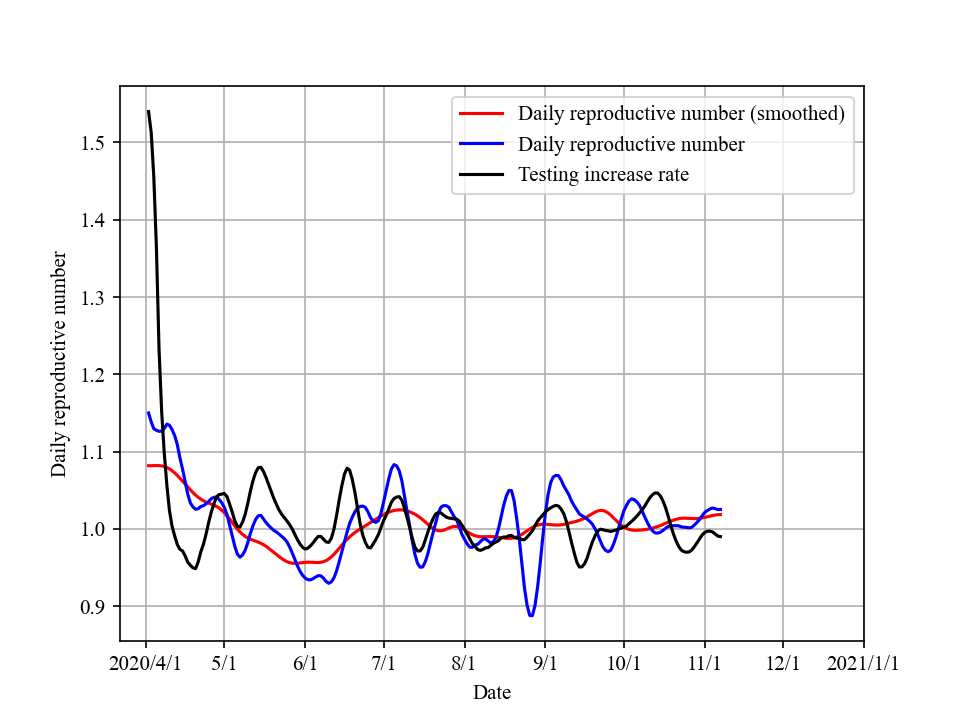 Daily reproductive number (smoothed)
Daily reproductive number
Testing increase rate
Daily reproductive number
1.5
1.4
1.3
1.2
1.1
1.0
0.9
2020/4/1 5/1 6/1 7/1 8/1 9/1 10/1 11/1 12/1 2021/1/1
Date